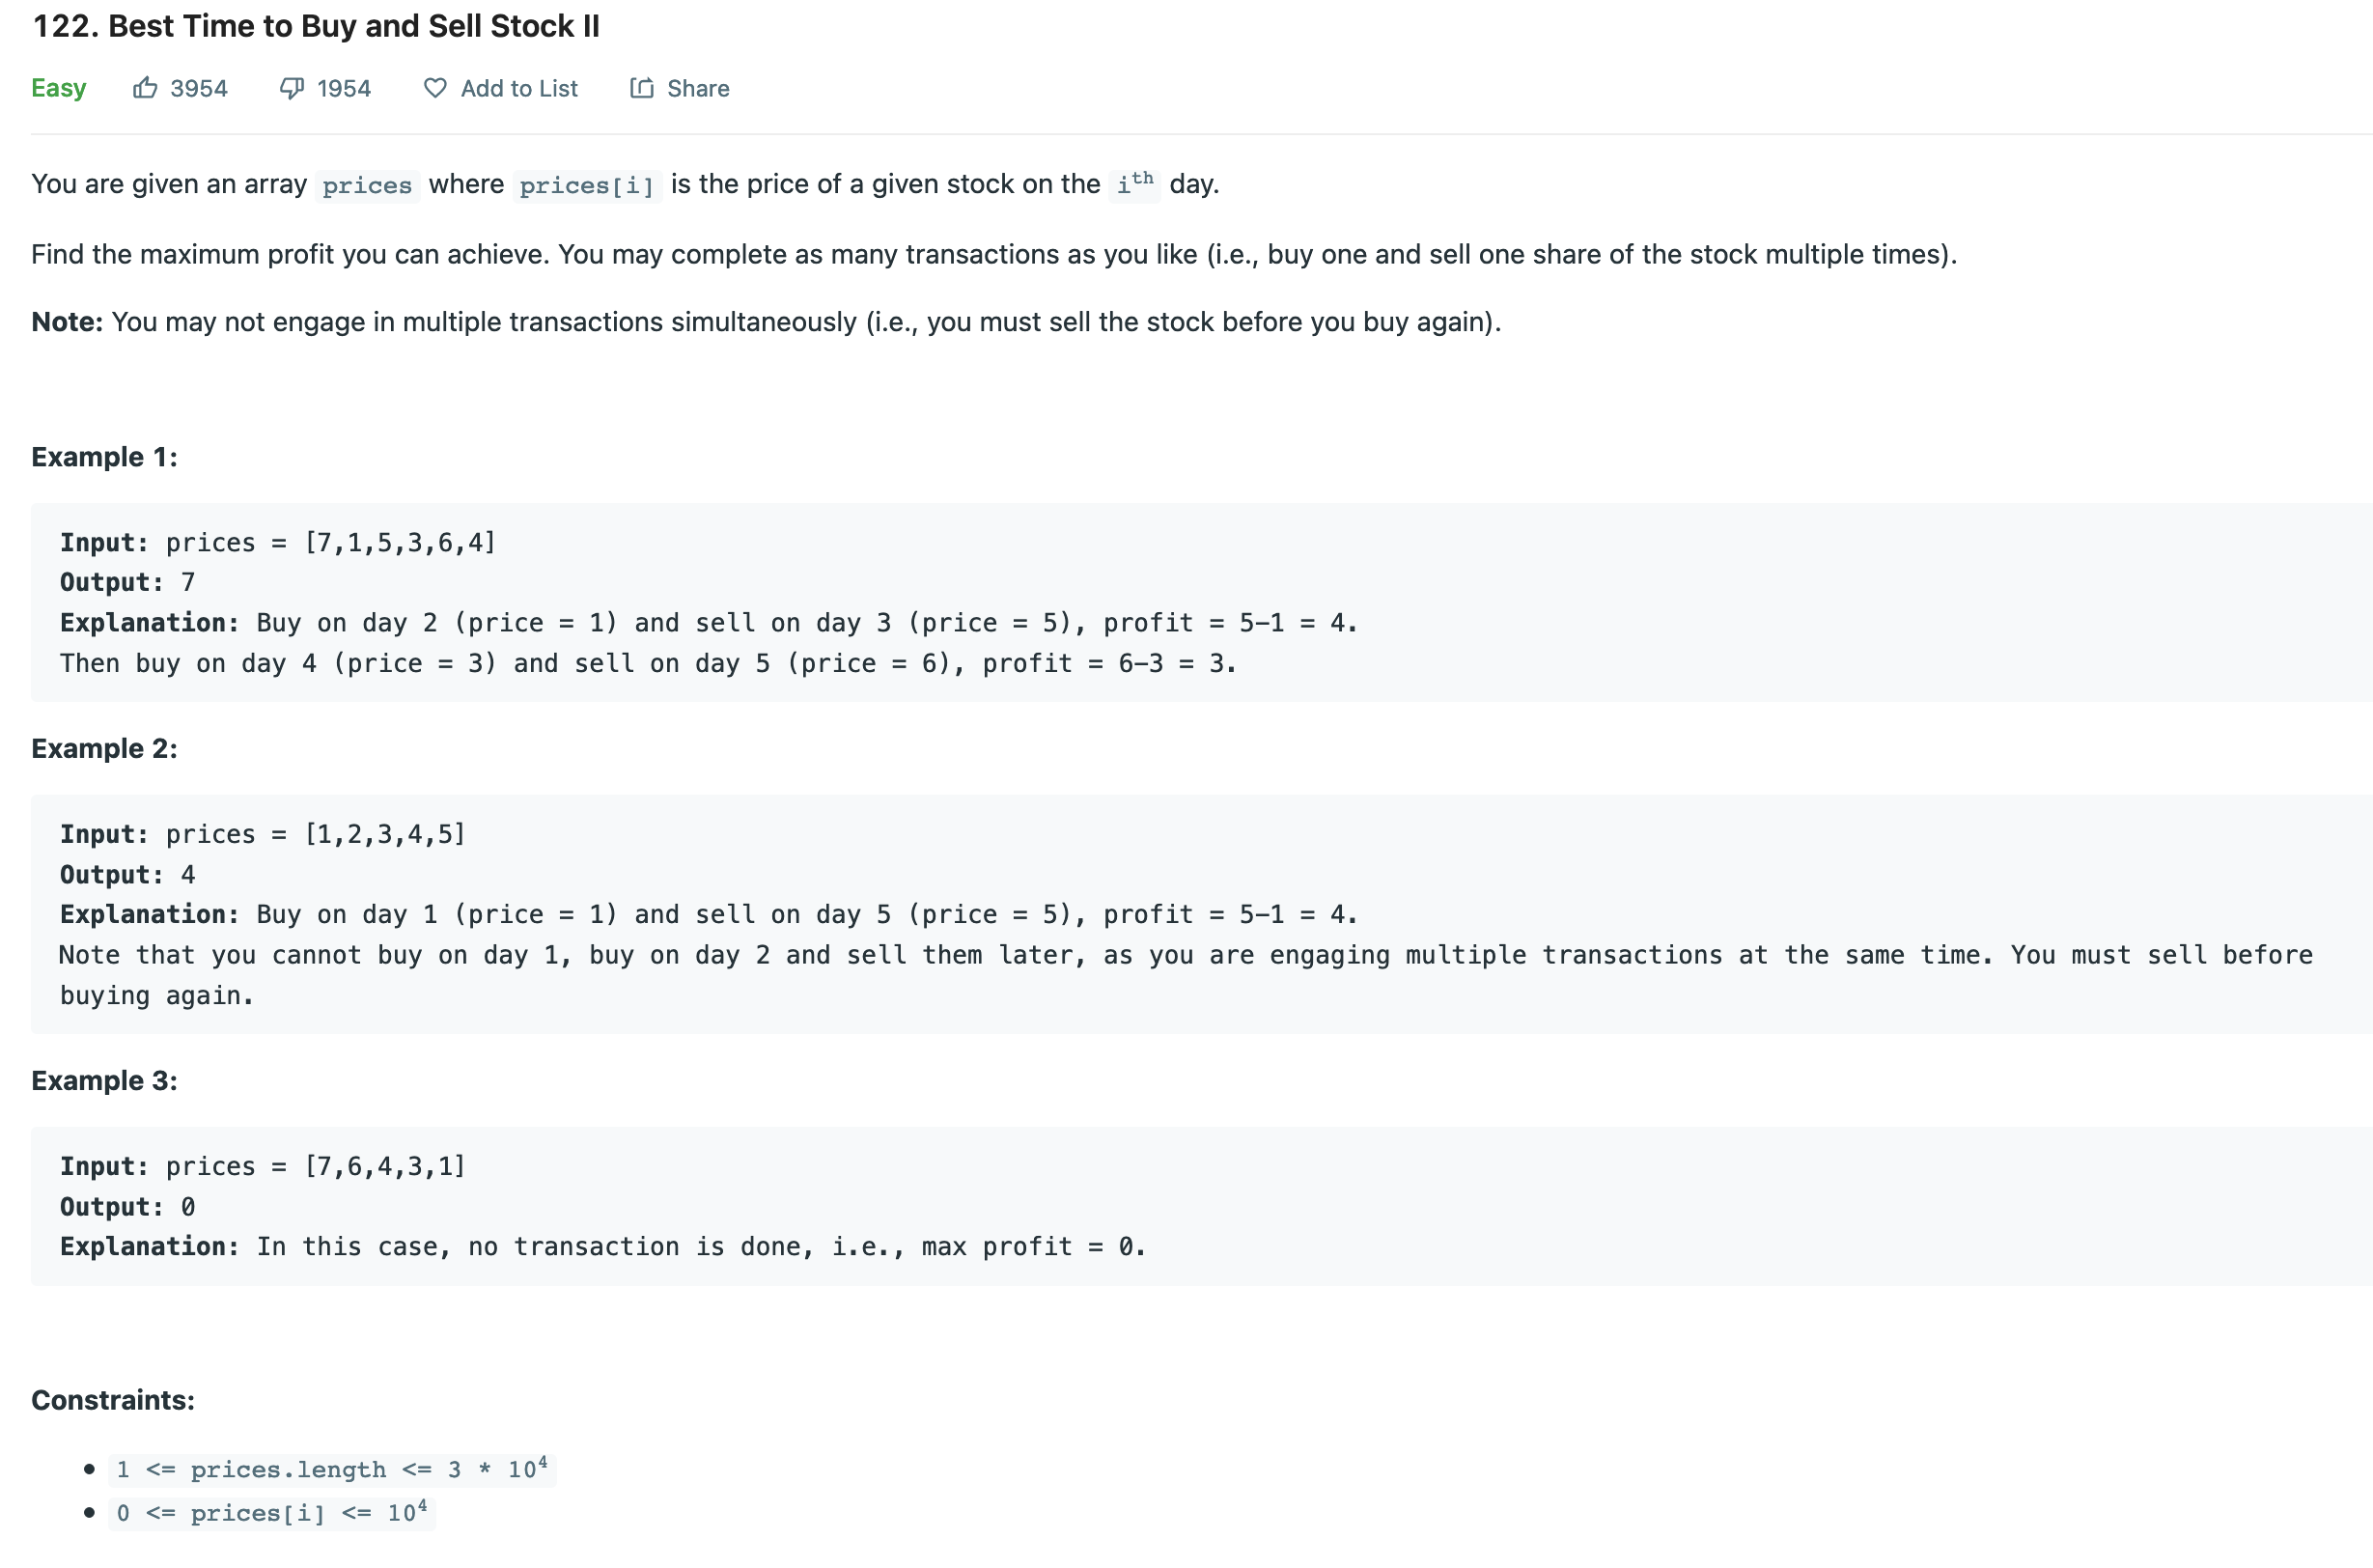 122. Best Time to Buy and Sell Stock II
Easy 3954 1954 Add to List Share
You are given an array prices where prices[i] is the price of a given stock on the ith day.
Find the maximum profit you can achieve. You may complete as many transactions as you like (i.e., buy one and sell one share of the stock multiple times).
Note: You may not engage in multiple transactions simultaneously (i.e., you must sell the stock before you buy again).
Example 1:
Input: prices = [7,1,5,3,6,4]
Output: 7
Explanation: Buy on day 2 (price = 1) and sell on day 3 (price = 5), profit = 5-1 = 4.
Then buy on day 4 (price = 3) and sell on day 5 (price = 6), profit = 6-3 = 3.
Example 2:
Input: prices = [1,2,3,4,5]
Output: 4
Explanation: Buy on day 1 (price = 1) and sell on day 5 (price = 5), profit = 5-1 = 4.
Note that you cannot buy on day 1, buy on day 2 and sell them later, as you are engaging multiple transactions at the same time. You must sell before
buying again.
Example 3:
Input: prices = [7,6,4,3,1]
Output: 0
Explanation: In this case, no transaction is done, i.e., max profit = 0.
Constraints:
• 1 <= prices.length <= 3 * 10⁴
• 0 <= prices[i] <= 10⁴